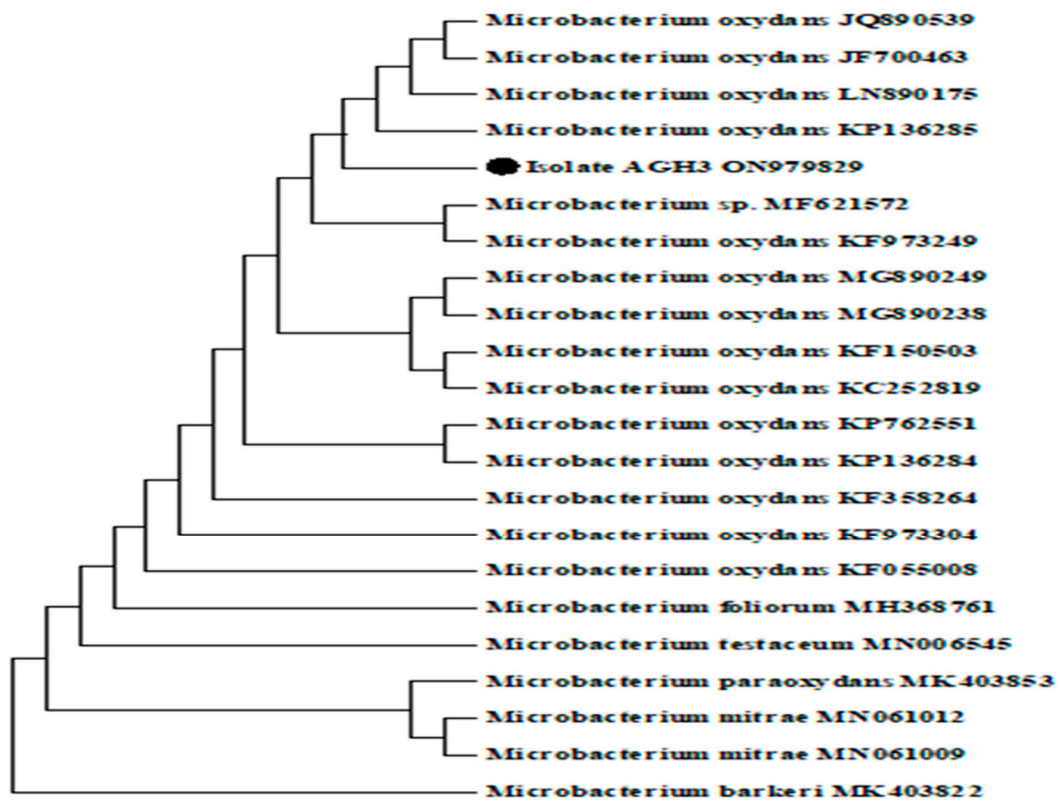 Microbacterium oxydans JQ890539
Microbacterium oxydans JF700463
Microbacterium oxydans LN890175
Microbacterium oxydans KP136285
Isolate AGH3 ON979829
Microbacterium sp. MF621572
Microbacterium oxydans KF973249
Microbacterium oxydans MG890249
Microbacterium oxydans MG890238
Microbacterium oxydans KF150503
Microbacterium oxydans KC252819
Microbacterium oxydans KP762551
Microbacterium oxydans KP136284
Microbacterium oxydans KF358264
Microbacterium oxydans KF973304
Microbacterium oxydans KF055008
Microbacterium foliorum MH368761
Microbacterium testaceum MN006545
Microbacterium paraoxydans MK403853
Microbacterium mitrae MN061012
Microbacterium mitrae MN061009
Microbacterium barkeri MK403822